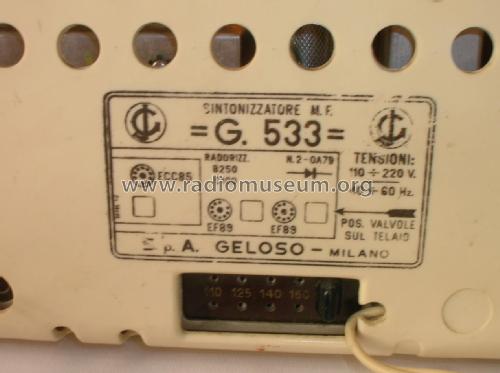 SINTONIZZATORE M.F.
=G. 533=
RADDRIZZ. N.2-OA79
B250
ECC85
TENSIONI:
110 ÷ 220 V.
60 Hz.
EF89 EF89
POS. VALVOLE
SUL TELAIO
S.p.A. GELOSO - MILANO
110 125 140 160
© www.radiomuseum.org